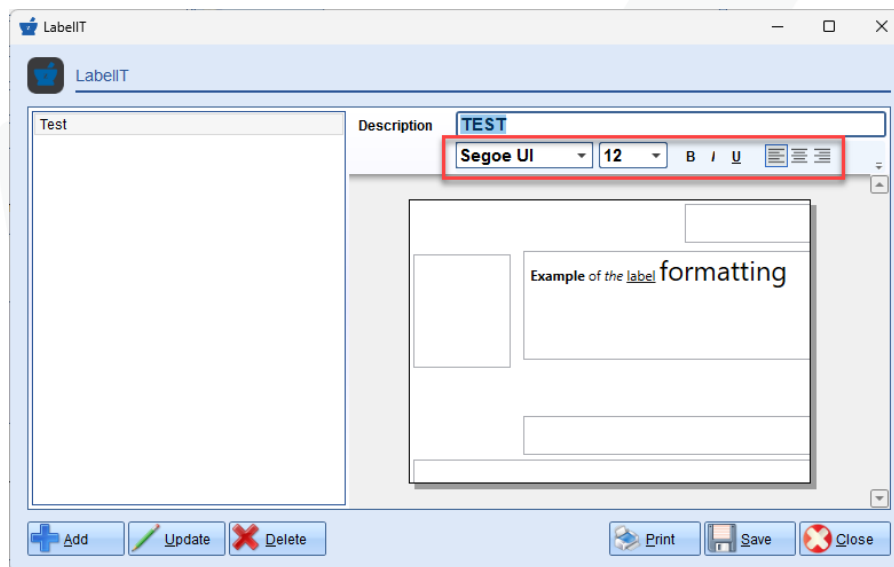 LabelIT
LabelIT
Test
Description TEST
Segoe UI 12 B I U
Example of the label formatting
Add Update Delete Print Save Close